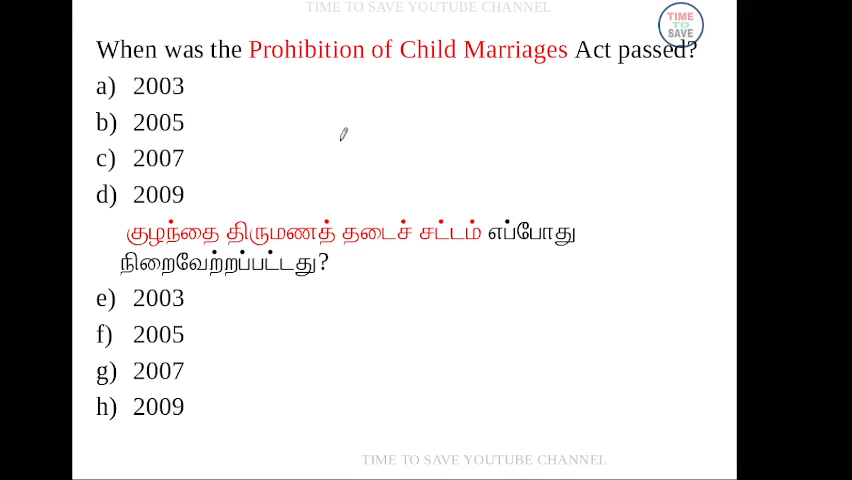 TIME TO SAVE YOUTUBE CHANNEL
TIME
TO
SAVE
When was the Prohibition of Child Marriages Act passed?
a) 2003
b) 2005
c) 2007
d) 2009
குழந்தை திருமணத் தடைச் சட்டம் எப்போது
நிறைவேற்றப்பட்டது?
e) 2003
f) 2005
g) 2007
h) 2009
TIME TO SAVE YOUTUBE CHANNEL